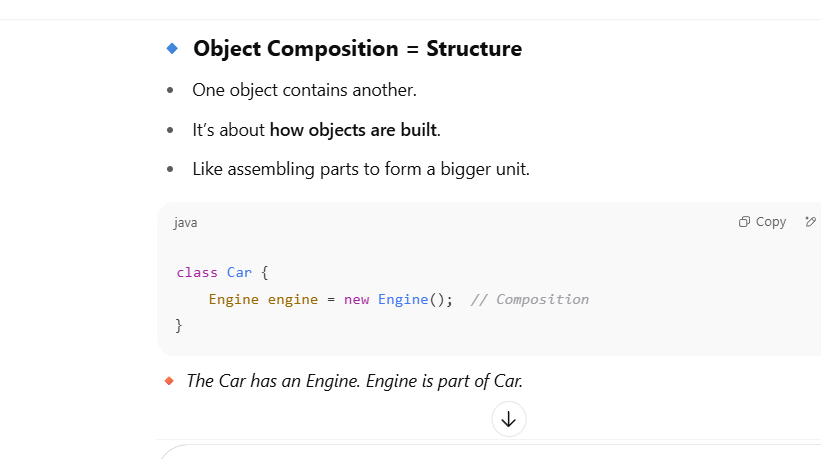 Object Composition = Structure
One object contains another.
It’s about how objects are built.
Like assembling parts to form a bigger unit.
java
Copy
class Car {
    Engine engine = new Engine();  // Composition
}
The Car has an Engine. Engine is part of Car.